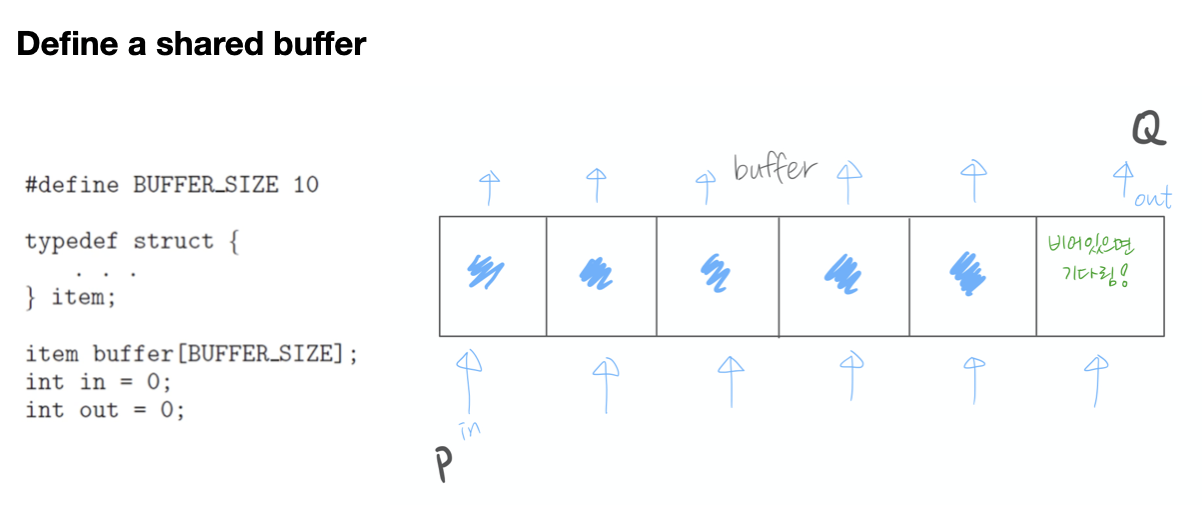 Define a shared buffer
#define BUFFER_SIZE 10
typedef struct {
. . .
} item;
item buffer[BUFFER_SIZE];
int in = 0;
int out = 0;
Q
buffer
out
비어있으면
기다림!
in
P